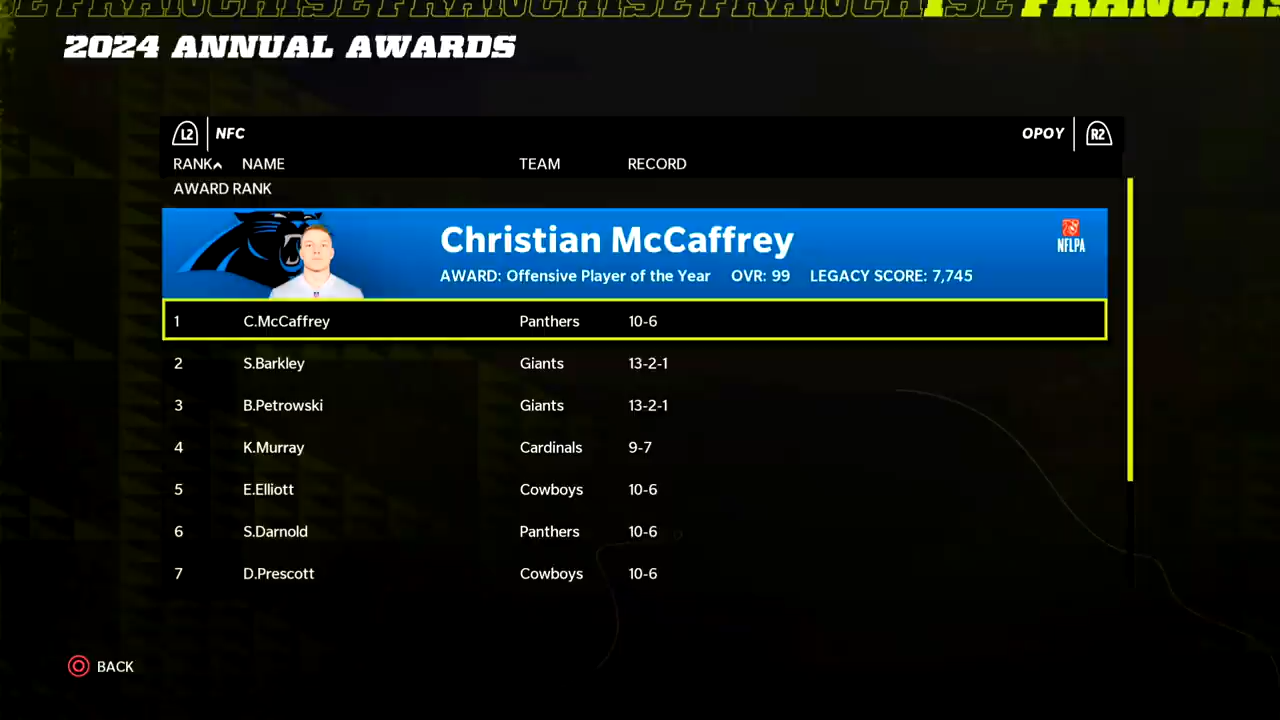 FRANCHISE FRANCHISE FRANCHISE FRANCHISE
2024 ANNUAL AWARDS
L2 NFC OPOY R2
RANK NAME TEAM RECORD
AWARD RANK
Christian McCaffrey
NFLPA
AWARD: Offensive Player of the Year OVR: 99 LEGACY SCORE: 7,745
1 C.McCaffrey Panthers 10-6
2 S.Barkley Giants 13-2-1
3 B.Petrowski Giants 13-2-1
4 K.Murray Cardinals 9-7
5 E.Elliott Cowboys 10-6
6 S.Darnold Panthers 10-6
7 D.Prescott Cowboys 10-6
BACK